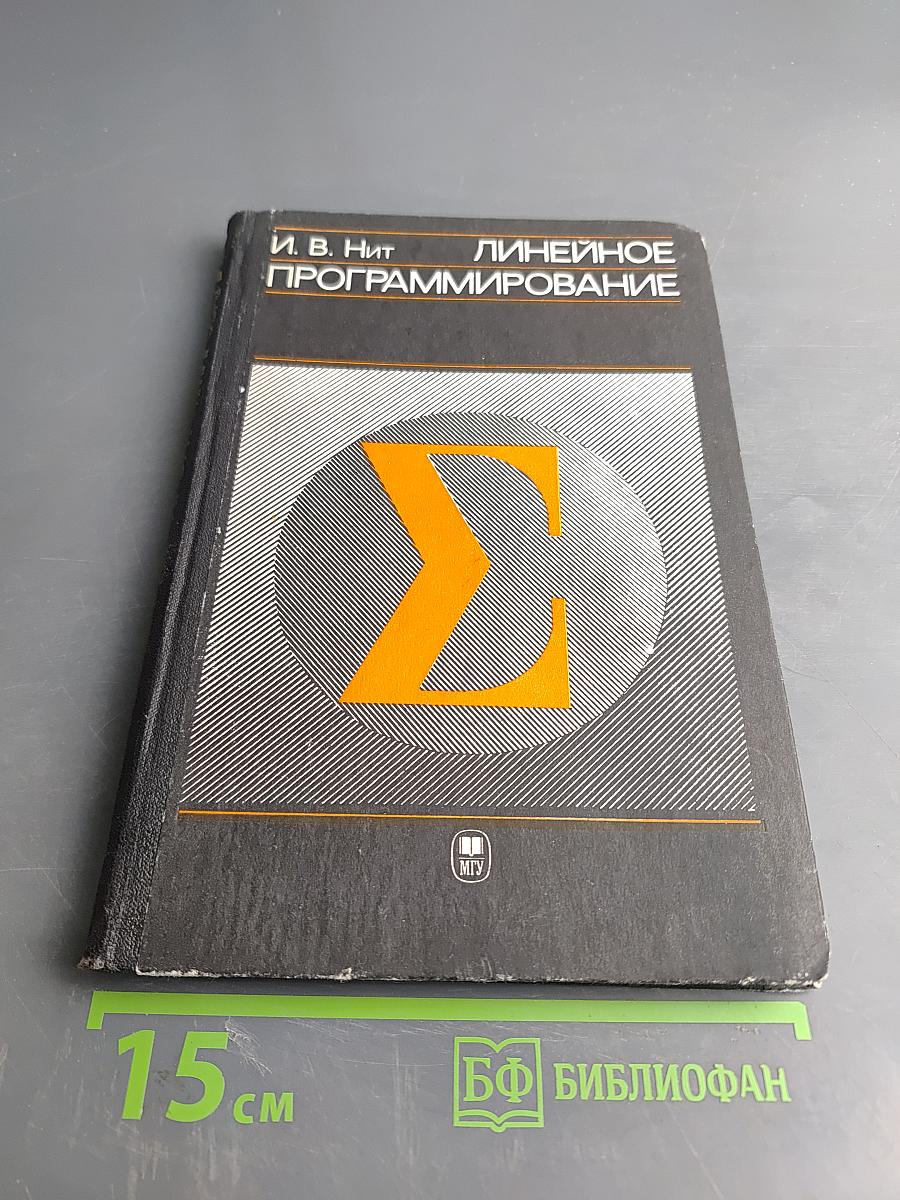 И. В. Нит ЛИНЕЙНОЕ
ПРОГРАММИРОВАНИЕ
Σ
МГУ
15 см
БФ БИБЛИОФАН